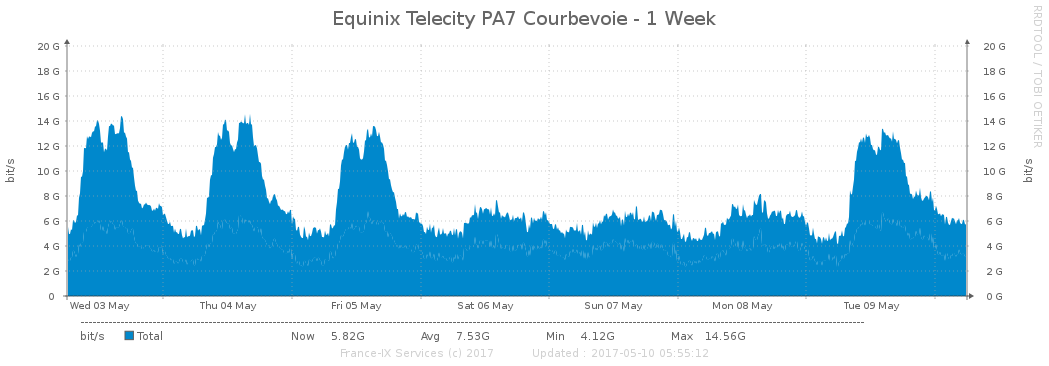 Equinix Telecity PA7 Courbevoie - 1 Week
RRDTOOL / TOBI OETIKER
bit/s
20 G 20 G
18 G 18 G
16 G 16 G
14 G 14 G
12 G 12 G
10 G 10 G
8 G 8 G
6 G 6 G
4 G 4 G
2 G 2 G
0 0 G
bit/s
Wed 03 May Thu 04 May Fri 05 May Sat 06 May Sun 07 May Mon 08 May Tue 09 May
bit/s Total Now 5.82G Avg 7.53G Min 4.12G Max 14.56G
France-IX Services (c) 2017 Updated : 2017-05-10 05:55:12